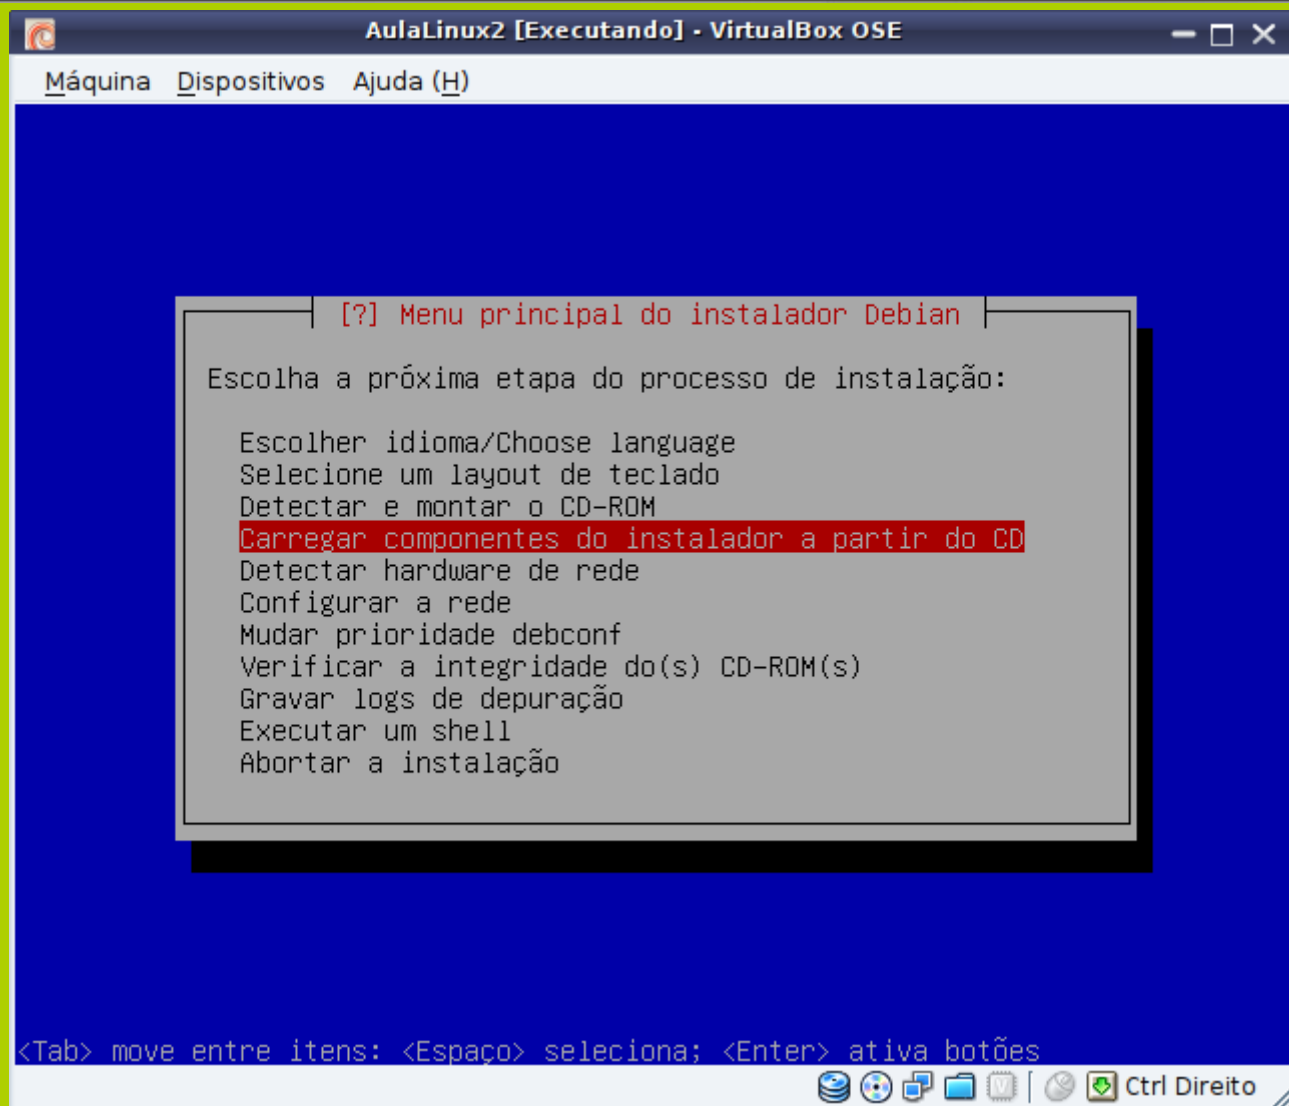 AulaLinux2 [Executando] - VirtualBox OSE
Máquina Dispositivos Ajuda (H)
[?] Menu principal do instalador Debian
Escolha a próxima etapa do processo de instalação:
Escolher idioma/Choose language
Selecione um layout de teclado
Detectar e montar o CD-ROM
Carregar componentes do instalador a partir do CD
Detectar hardware de rede
Configurar a rede
Mudar prioridade debconf
Verificar a integridade do(s) CD-ROM(s)
Gravar logs de depuração
Executar um shell
Abortar a instalação
<Tab> move entre itens: <Espaço> seleciona; <Enter> ativa botões
Ctrl Direito